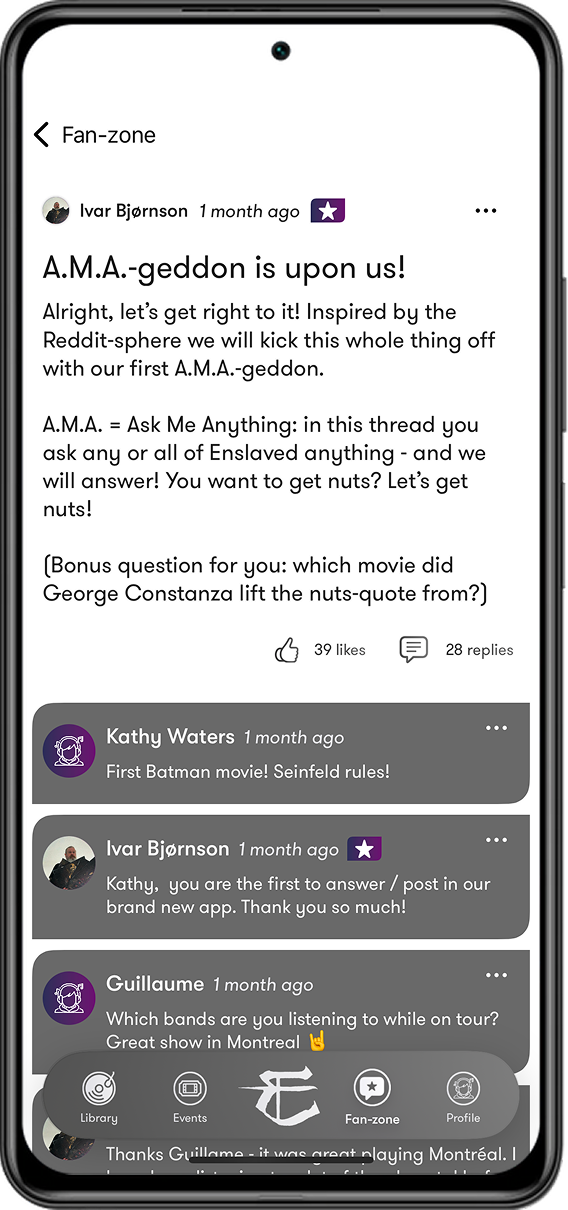 Fan-zone
Ivar Bjørnson 1 month ago
A.M.A.-geddon is upon us!
Alright, let’s get right to it! Inspired by the
Reddit-sphere we will kick this whole thing off
with our first A.M.A.-geddon.
A.M.A. = Ask Me Anything: in this thread you
ask any or all of Enslaved anything - and we
will answer! You want to get nuts? Let’s get
nuts!
(Bonus question for you: which movie did
George Constanza lift the nuts-quote from?)
39 likes 28 replies
Kathy Waters 1 month ago
First Batman movie! Seinfeld rules!
Ivar Bjørnson 1 month ago
Kathy, you are the first to answer / post in our
brand new app. Thank you so much!
Guillaume 1 month ago
Which bands are you listening to while on tour?
Great show in Montreal 🤘
Library Events E Fan-zone Profile
Thanks Guillame - it was great playing Montréal. I